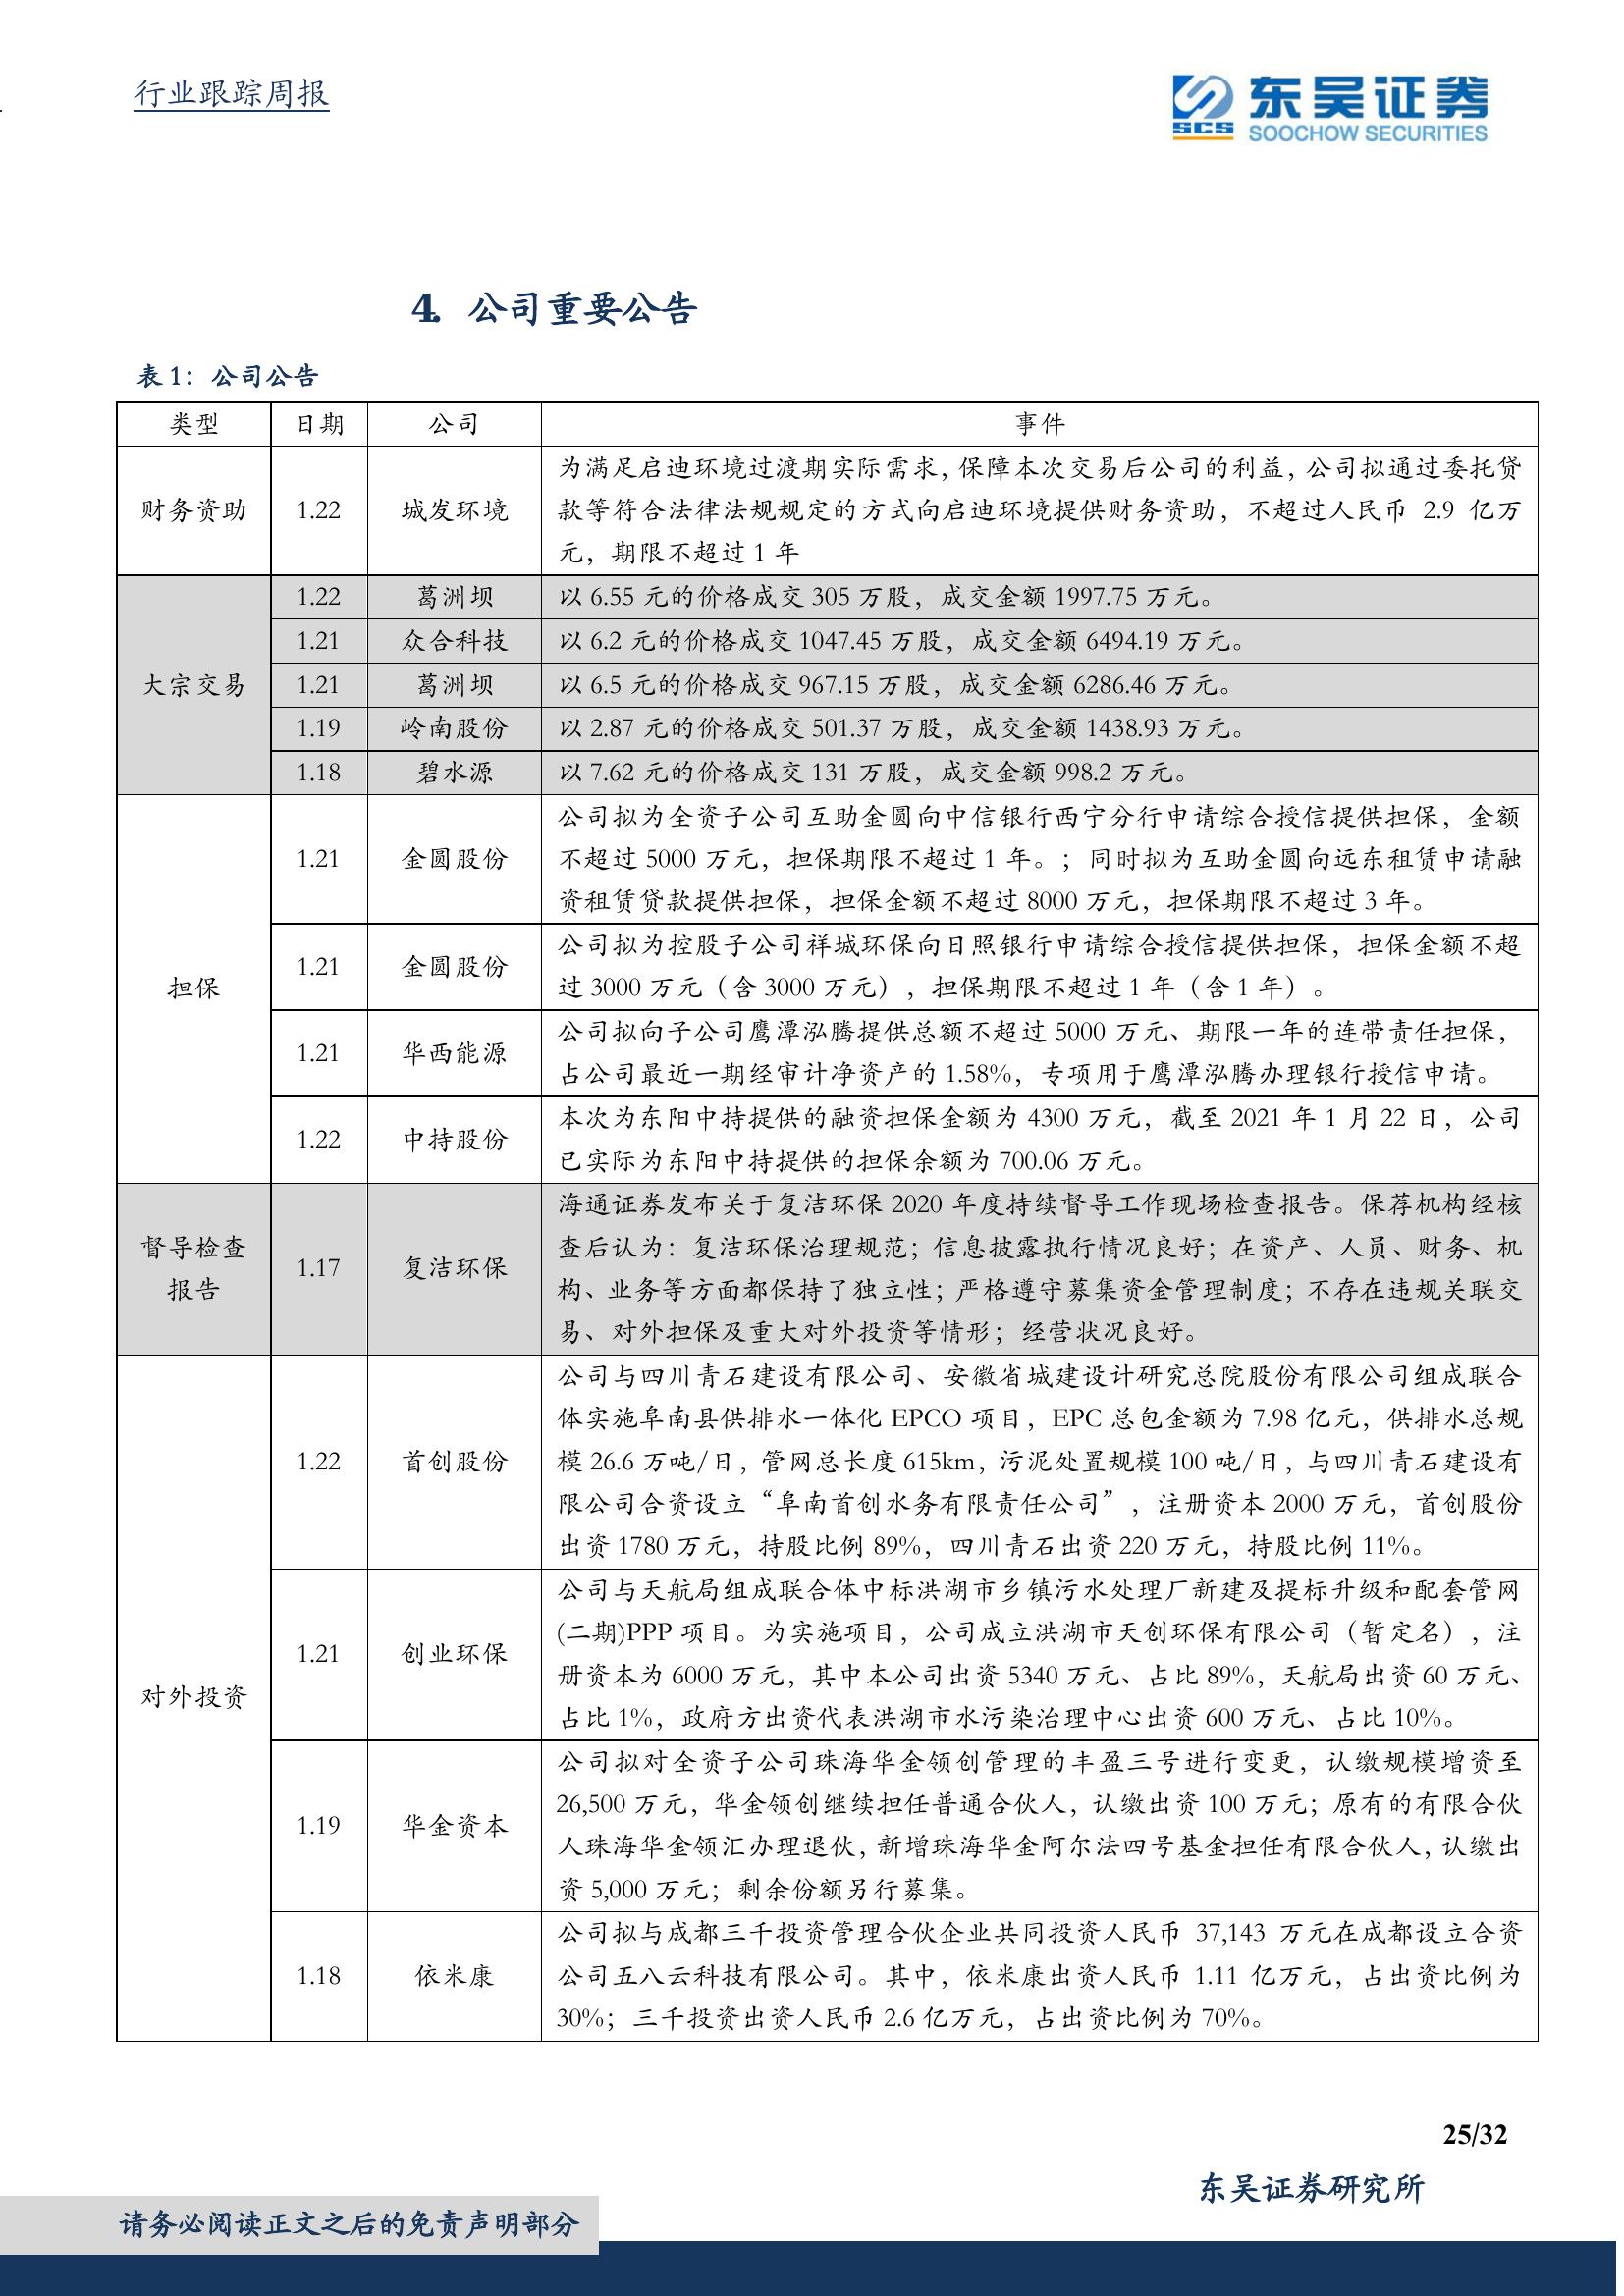 行业跟踪周报
SCS
东吴证券
SOOCHOW SECURITIES
4. 公司重要公告
表 1：公司公告
类型 日期 公司 事件
财务资助 1.22 城发环境
为满足启迪环境过渡期实际需求，保障本次交易后公司的利益，公司拟通过委托贷
款等符合法律法规规定的方式向启迪环境提供财务资助，不超过人民币 2.9 亿万
元，期限不超过 1 年
大宗交易
1.22 葛洲坝 以 6.55 元的价格成交 305 万股，成交金额 1997.75 万元。
1.21 众合科技 以 6.2 元的价格成交 1047.45 万股，成交金额 6494.19 万元。
1.21 葛洲坝 以 6.5 元的价格成交 967.15 万股，成交金额 6286.46 万元。
1.19 岭南股份 以 2.87 元的价格成交 501.37 万股，成交金额 1438.93 万元。
1.18 碧水源 以 7.62 元的价格成交 131 万股，成交金额 998.2 万元。
担保
1.21 金圆股份
公司拟为全资子公司互助金圆向中信银行西宁分行申请综合授信提供担保，金额
不超过 5000 万元，担保期限不超过 1 年。；同时拟为互助金圆向远东租赁申请融
资租赁贷款提供担保，担保金额不超过 8000 万元，担保期限不超过 3 年。
1.21 金圆股份
公司拟为控股子公司祥城环保向日照银行申请综合授信提供担保，担保金额不超
过 3000 万元（含 3000 万元），担保期限不超过 1 年（含 1 年）。
1.21 华西能源
公司拟向子公司鹰潭泓腾提供总额不超过 5000 万元、期限一年的连带责任担保，
占公司最近一期经审计净资产的 1.58%，专项用于鹰潭泓腾办理银行授信申请。
1.22 中持股份
本次为东阳中持提供的融资担保金额为 4300 万元，截至 2021 年 1 月 22 日，公司
已实际为东阳中持提供的担保余额为 700.06 万元。
督导检查
报告
1.17 复洁环保
海通证券发布关于复洁环保 2020 年度持续督导工作现场检查报告。保荐机构经核
查后认为：复洁环保治理规范；信息披露执行情况良好；在资产、人员、财务、机
构、业务等方面都保持了独立性；严格遵守募集资金管理制度；不存在违规关联交
易、对外担保及重大对外投资等情形；经营状况良好。
对外投资
1.22 首创股份
公司与四川青石建设有限公司、安徽省城建设计研究总院股份有限公司组成联合
体实施阜南县供排水一体化 EPCO 项目，EPC 总包金额为 7.98 亿元，供排水总规
模 26.6 万吨/日，管网总长度 615km，污泥处置规模 100 吨/日，与四川青石建设有
限公司合资设立“阜南首创水务有限责任公司”，注册资本 2000 万元，首创股份
出资 1780 万元，持股比例 89%，四川青石出资 220 万元，持股比例 11%。
1.21 创业环保
公司与天航局组成联合体中标洪湖市乡镇污水处理厂新建及提标升级和配套管网
(二期)PPP 项目。为实施项目，公司成立洪湖市天创环保有限公司（暂定名），注
册资本为 6000 万元，其中本公司出资 5340 万元、占比 89%，天航局出资 60 万元、
占比 1%，政府方出资代表洪湖市水污染治理中心出资 600 万元、占比 10%。
1.19 华金资本
公司拟对全资子公司珠海华金领创管理的丰盈三号进行变更，认缴规模增资至
26,500 万元，华金领创继续担任普通合伙人，认缴出资 100 万元；原有的有限合伙
人珠海华金领汇办理退伙，新增珠海华金阿尔法四号基金担任有限合伙人，认缴出
资 5,000 万元；剩余份额另行募集。
1.18 依米康
公司拟与成都三千投资管理合伙企业共同投资人民币 37,143 万元在成都设立合资
公司五八云科技有限公司。其中，依米康出资人民币 1.11 亿万元，占出资比例为
30%；三千投资出资人民币 2.6 亿万元，占出资比例为 70%。
25/32
东吴证券研究所
请务必阅读正文之后的免责声明部分